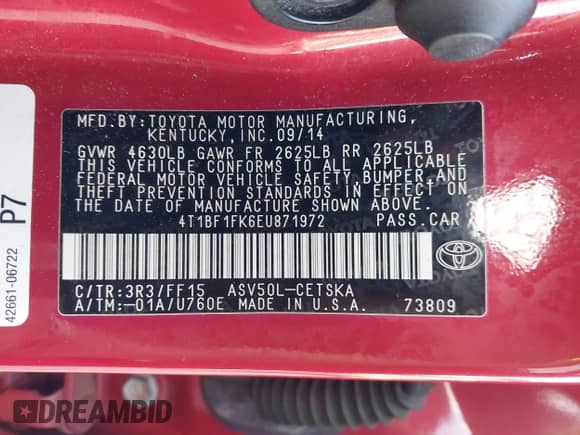 MFD.BY:TOYOTA MOTOR MANUFACTURING,
KENTUCKY, INC. 09/14
GVWR 4630LB GAWR FR 2625LB RR 2625LB
THIS VEHICLE CONFORMS TO ALL APPLICABLE
FEDERAL MOTOR VEHICLE SAFETY, BUMPER AND
THEFT PREVENTION STANDARDS IN EFFECT ON
THE DATE OF MANUFACTURE SHOWN ABOVE.
4T1BF1FK6EU871972 PASS.CAR
C/TR:3R3/FF15 ASV50L-CETSKA
A/TM:-01A/U760E MADE IN U.S.A. 73809
42661-06722 P7
DREAMBID